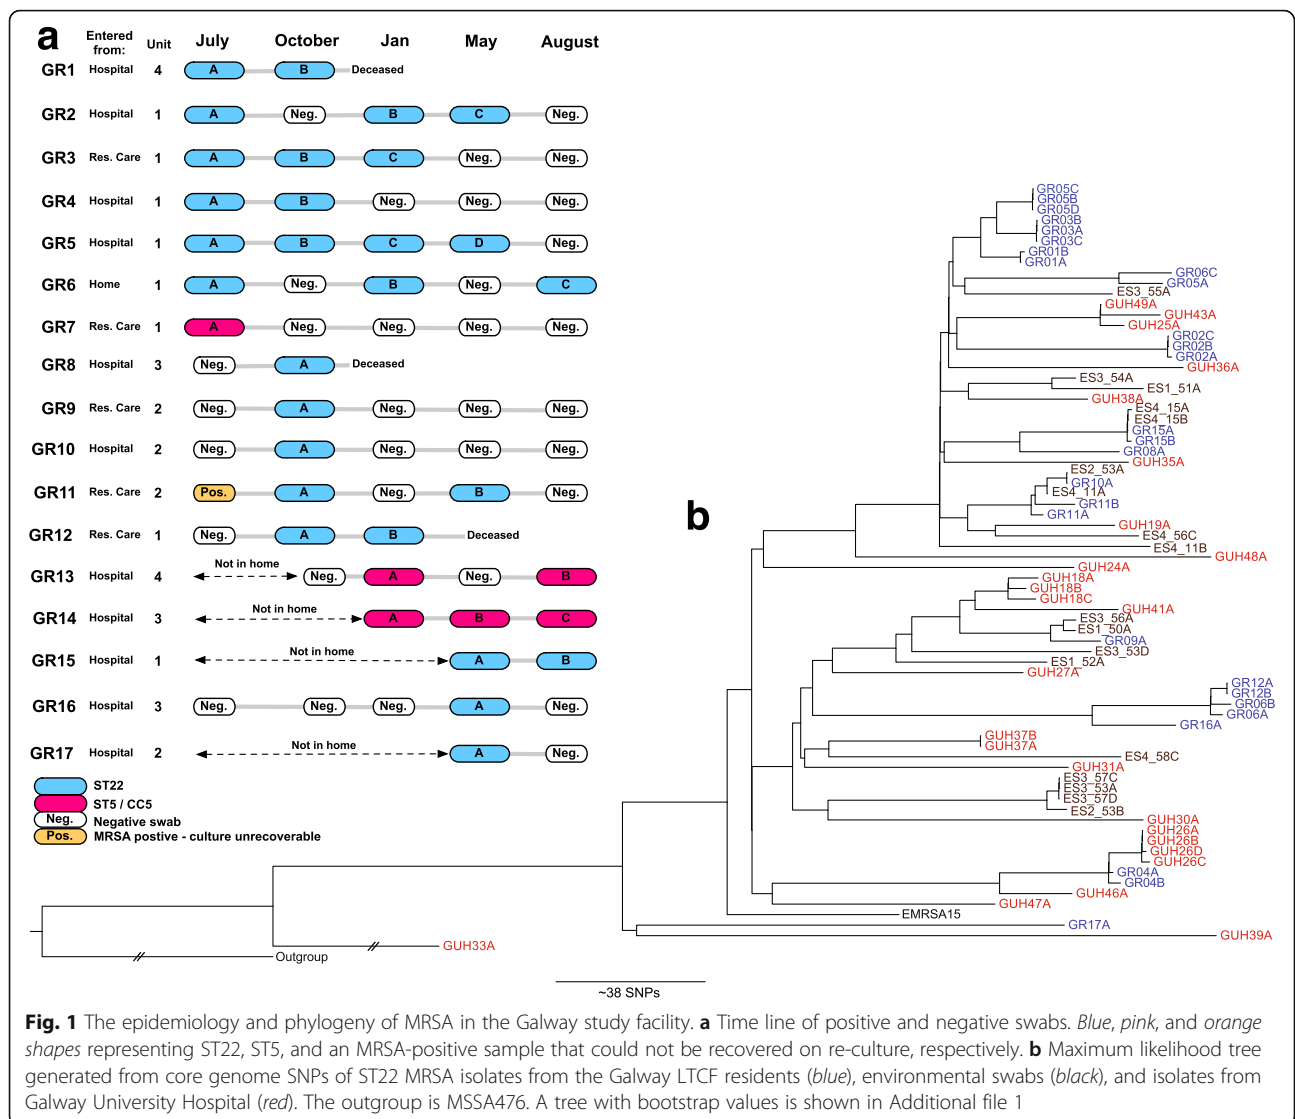 a Entered from: Unit July October Jan May August
GR1 Hospital 4 A B Deceased
GR2 Hospital 1 A Neg. B C Neg.
GR3 Res. Care 1 A B C Neg. Neg.
GR4 Hospital 1 A B Neg. Neg. Neg.
GR5 Hospital 1 A B C D Neg.
GR6 Home 1 A Neg. B Neg. C
GR7 Res. Care 1 A Neg. Neg. Neg. Neg.
GR8 Hospital 3 Neg. A Deceased
GR9 Res. Care 2 Neg. A Neg. Neg. Neg.
GR10 Hospital 2 Neg. A Neg. Neg. Neg.
GR11 Res. Care 2 Pos. A Neg. B Neg.
GR12 Res. Care 1 Neg. A B Deceased
GR13 Hospital 4 Not in home Neg. A Neg. B
GR14 Hospital 3 Not in home A B C
GR15 Hospital 1 Not in home A B
GR16 Hospital 3 Neg. Neg. Neg. A Neg.
GR17 Hospital 2 Not in home A Neg.
ST22
ST5 / CC5
Neg. Negative swab
Pos. MRSA postive - culture unrecoverable
b
GR05C
GR05B
GR05D
GR03B
GR03A
GR03C
GR01B
GR01A
GR06C
GR05A
ES3_55A
GUH49A
GUH43A
GUH25A
GR02C
GR02B
GR02A
GUH36A
ES3_54A
ES1_51A
GUH38A
ES4_15A
ES4_15B
GR15A
GR15B
GR08A
GUH35A
ES2_53A
GR10A
ES4_11A
GR11B
GR11A
GUH19A
ES4_56C
ES4_11B
GUH48A
GUH24A
GUH18A
GUH18B
GUH18C
GUH41A
ES3_56A
ES1_50A
GR09A
ES3_53D
ES1_52A
GUH27A
GR12A
GR12B
GR06B
GR06A
GR16A
GUH37B
GUH37A
ES4_58C
GUH31A
ES3_57C
ES3_53A
ES3_57D
ES2_53B
GUH30A
GUH26A
GUH26B
GUH26D
GUH26C
GR04A
GR04B
GUH46A
GUH47A
EMRSA15
GR17A
GUH39A
GUH33A
Outgroup
~38 SNPs
Fig. 1 The epidemiology and phylogeny of MRSA in the Galway study facility. a Time line of positive and negative swabs. Blue, pink, and orange
shapes representing ST22, ST5, and an MRSA-positive sample that could not be recovered on re-culture, respectively. b Maximum likelihood tree
generated from core genome SNPs of ST22 MRSA isolates from the Galway LTCF residents (blue), environmental swabs (black), and isolates from
Galway University Hospital (red). The outgroup is MSSA476. A tree with bootstrap values is shown in Additional file 1